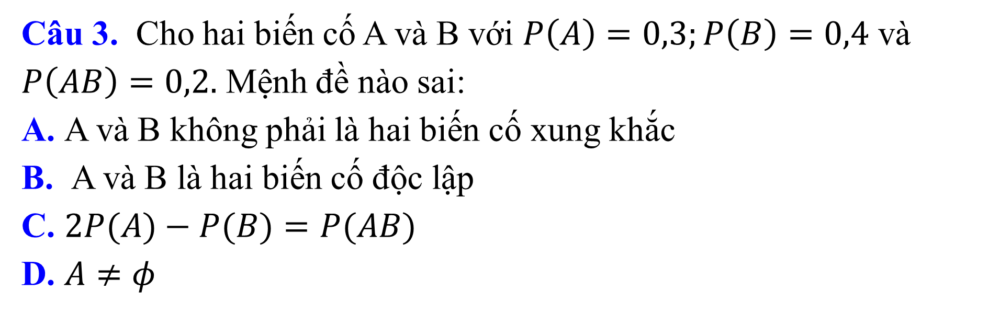 Câu 3. Cho hai biến cố A và B với P(A) = 0,3; P(B) = 0,4 và
P(AB) = 0,2. Mệnh đề nào sai:
A. A và B không phải là hai biến cố xung khắc
B. A và B là hai biến cố độc lập
C. 2P(A) − P(B) = P(AB)
D. A ≠ ϕ